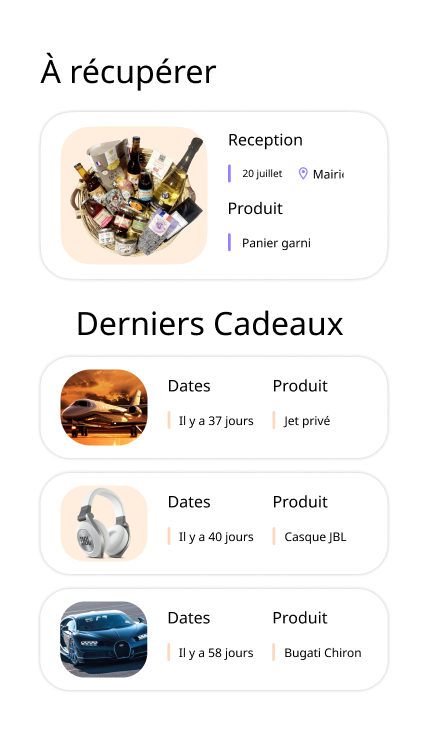 À récupérer
Reception
20 juillet
Mairi
Produit
Panier garni
Derniers Cadeaux
Dates
Produit
Il y a 37 jours
Jet privé
Dates
Produit
Il y a 40 jours
Casque JBL
Dates
Produit
Il y a 58 jours
Bugati Chiron